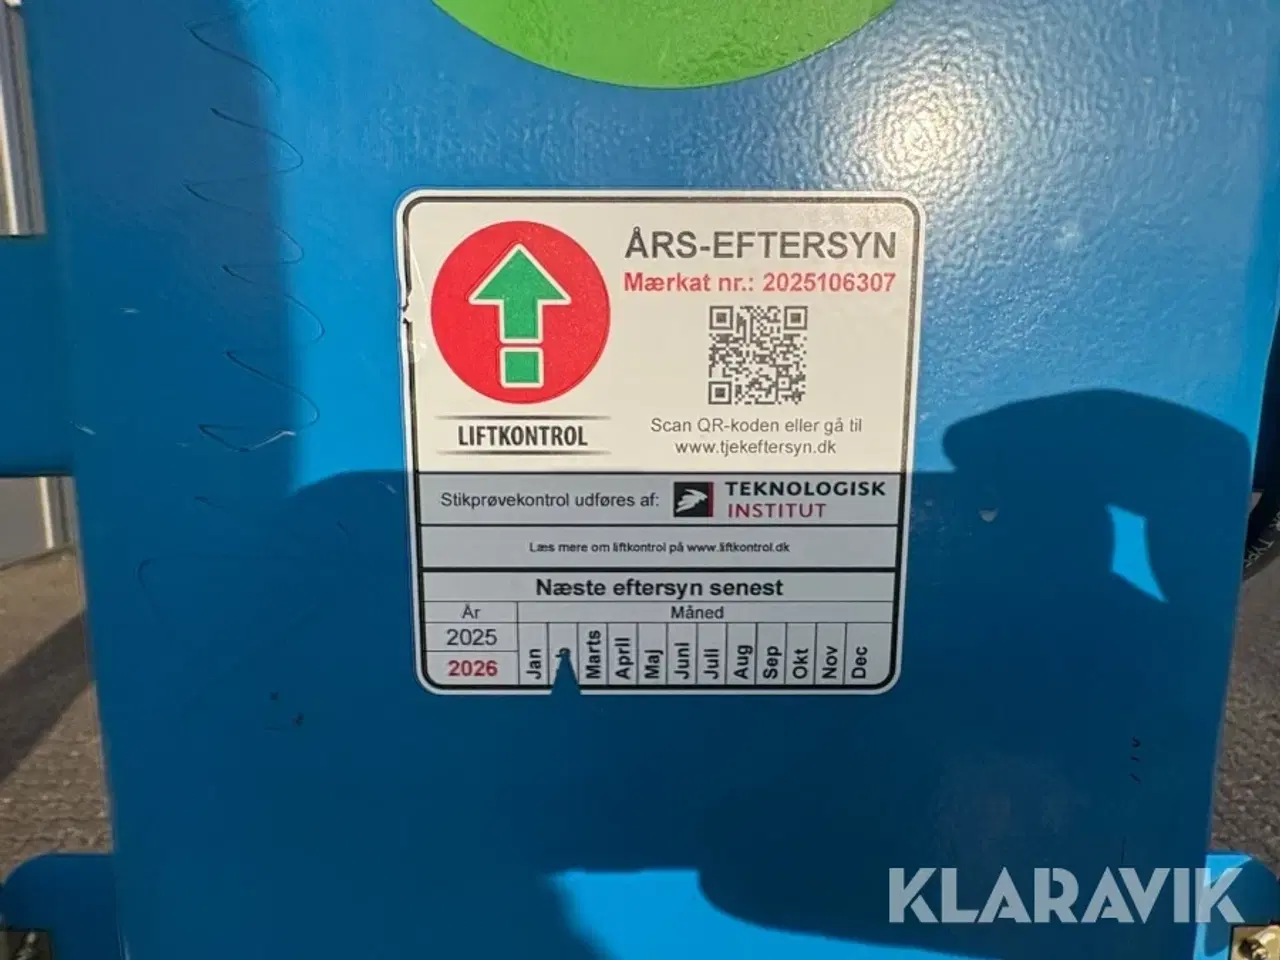 ÅRS-EFTERSYN
Mærkat nr.: 2025106307
LIFTKONTROL
Scan QR-koden eller gå til
www.tjekeftersyn.dk
Stikprøvekontrol udføres af: TEKNOLOGISK
INSTITUT
Læs mere om liftkontrol på www.liftkontrol.dk
Næste eftersyn senest
År Måned
2025
2026
Jan
Marts
April
Maj
Juni
Juli
Aug
Sep
Okt
Nov
Dec
KLARAVIK